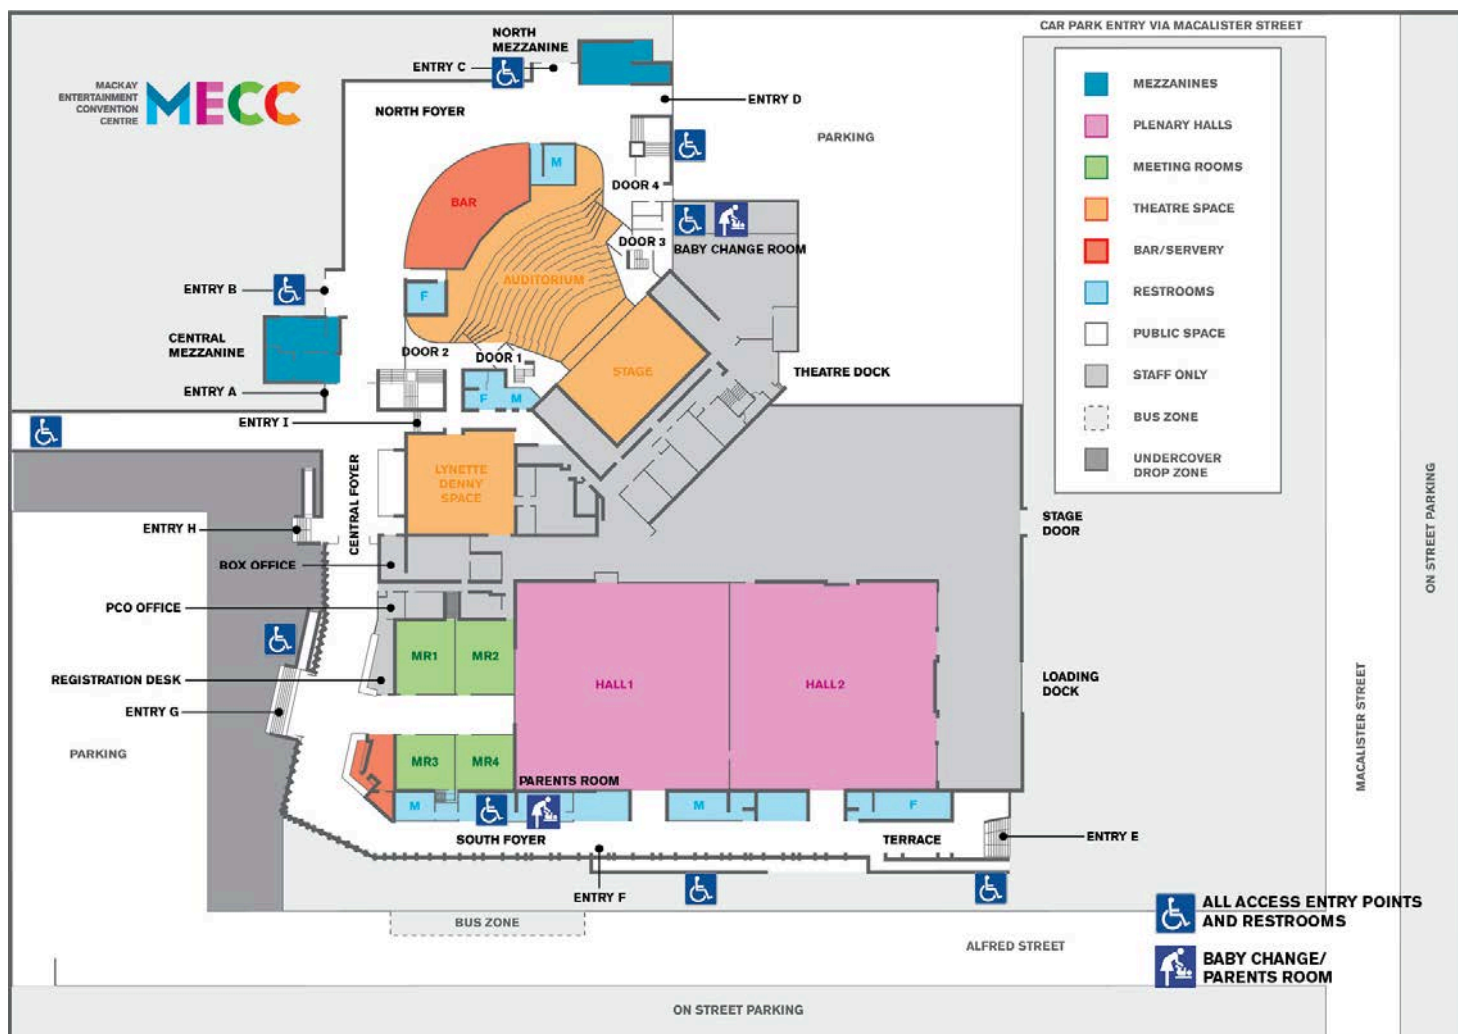 CAR PARK ENTRY VIA MACALISTER STREET
NORTH
MEZZANINE
ENTRY C
MACKAY
ENTERTAINMENT
CONVENTION
CENTRE
MECC
NORTH FOYER
ENTRY D
PARKING
MEZZANINES
PLENARY HALLS
MEETING ROOMS
THEATRE SPACE
BAR/SERVERY
RESTROOMS
PUBLIC SPACE
STAFF ONLY
BUS ZONE
UNDERCOVER
DROP ZONE
M
DOOR 4
BAR
DOOR 3
BABY CHANGE ROOM
AUDITORIUM
ENTRY B
F
CENTRAL
MEZZANINE
DOOR 2
DOOR 1
STAGE
THEATRE DOCK
ENTRY A
F
M
ENTRY I
LYNETTE
DENNY
SPACE
CENTRAL FOYER
ENTRY H
STAGE
DOOR
BOX OFFICE
PCO OFFICE
MR1
MR2
REGISTRATION DESK
HALL1
HALL2
LOADING
DOCK
ENTRY G
PARKING
MR3
MR4
PARENTS ROOM
M
M
F
SOUTH FOYER
TERRACE
ENTRY E
ENTRY F
BUS ZONE
ALFRED STREET
MACALISTER STREET
ON STREET PARKING
ALL ACCESS ENTRY POINTS
AND RESTROOMS
BABY CHANGE/
PARENTS ROOM
ON STREET PARKING